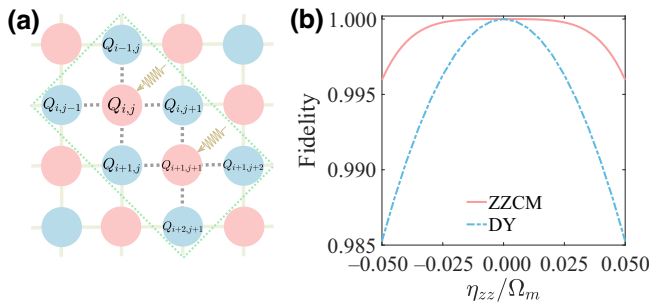 (a)
Q_{i-1,j}
Q_{i,j-1}
Q_{i,j}
Q_{i,j+1}
Q_{i+1,j}
Q_{i+1,j+1}
Q_{i+1,j+2}
Q_{i+2,j+1}
(b)
Fidelity
1.000
0.995
0.990
0.985
ZZCM
DY
−0.050 −0.025 0.000 0.025 0.050
η_{zz}/Ω_m